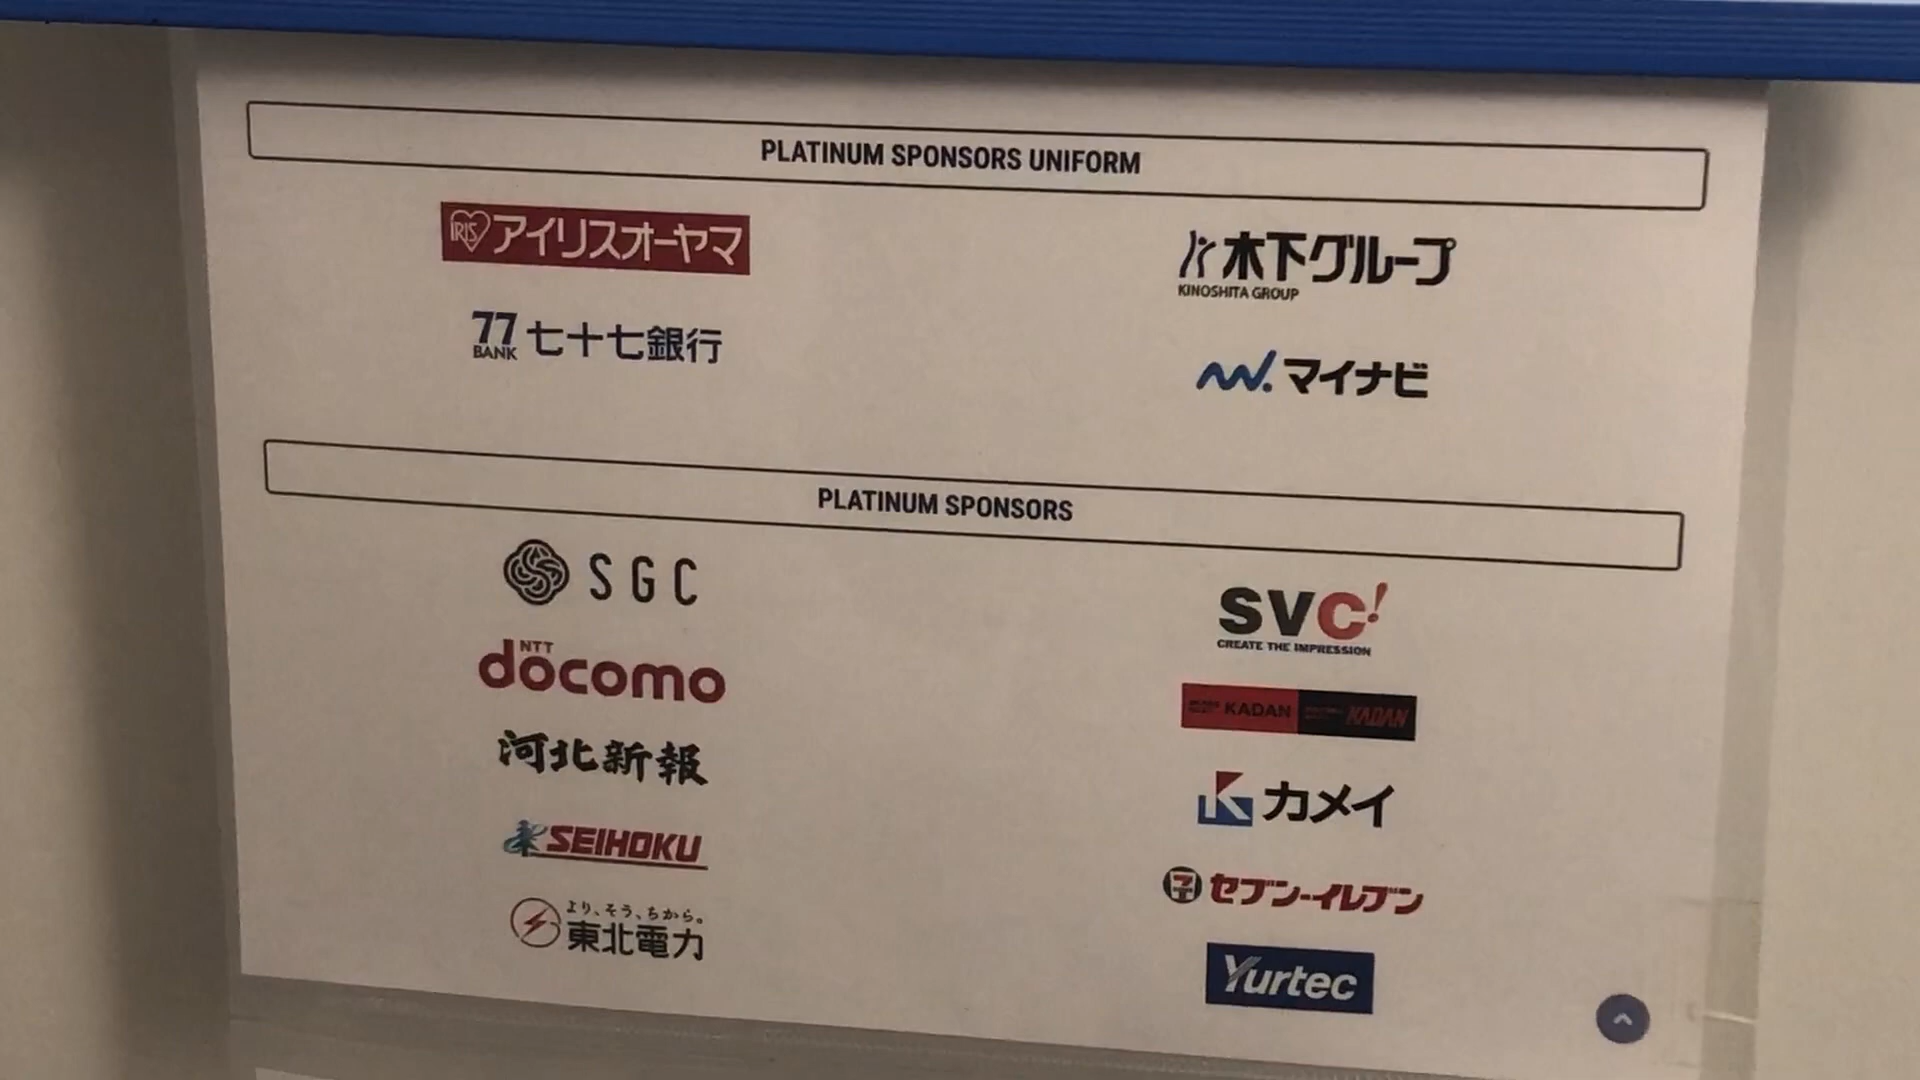 PLATINUM SPONSORS UNIFORM
IRIS アイリスオーヤマ
木下グループ
KINOSHITA GROUP
77 BANK 七十七銀行
マイナビ
PLATINUM SPONSORS
SGC
SVC!
CREATE THE IMPRESSION
NTT
docomo
KADAN KADAN
河北新報
カメイ
SEIHOKU
7 セブン-イレブン
より、そう、ちから。
東北電力
Yurtec